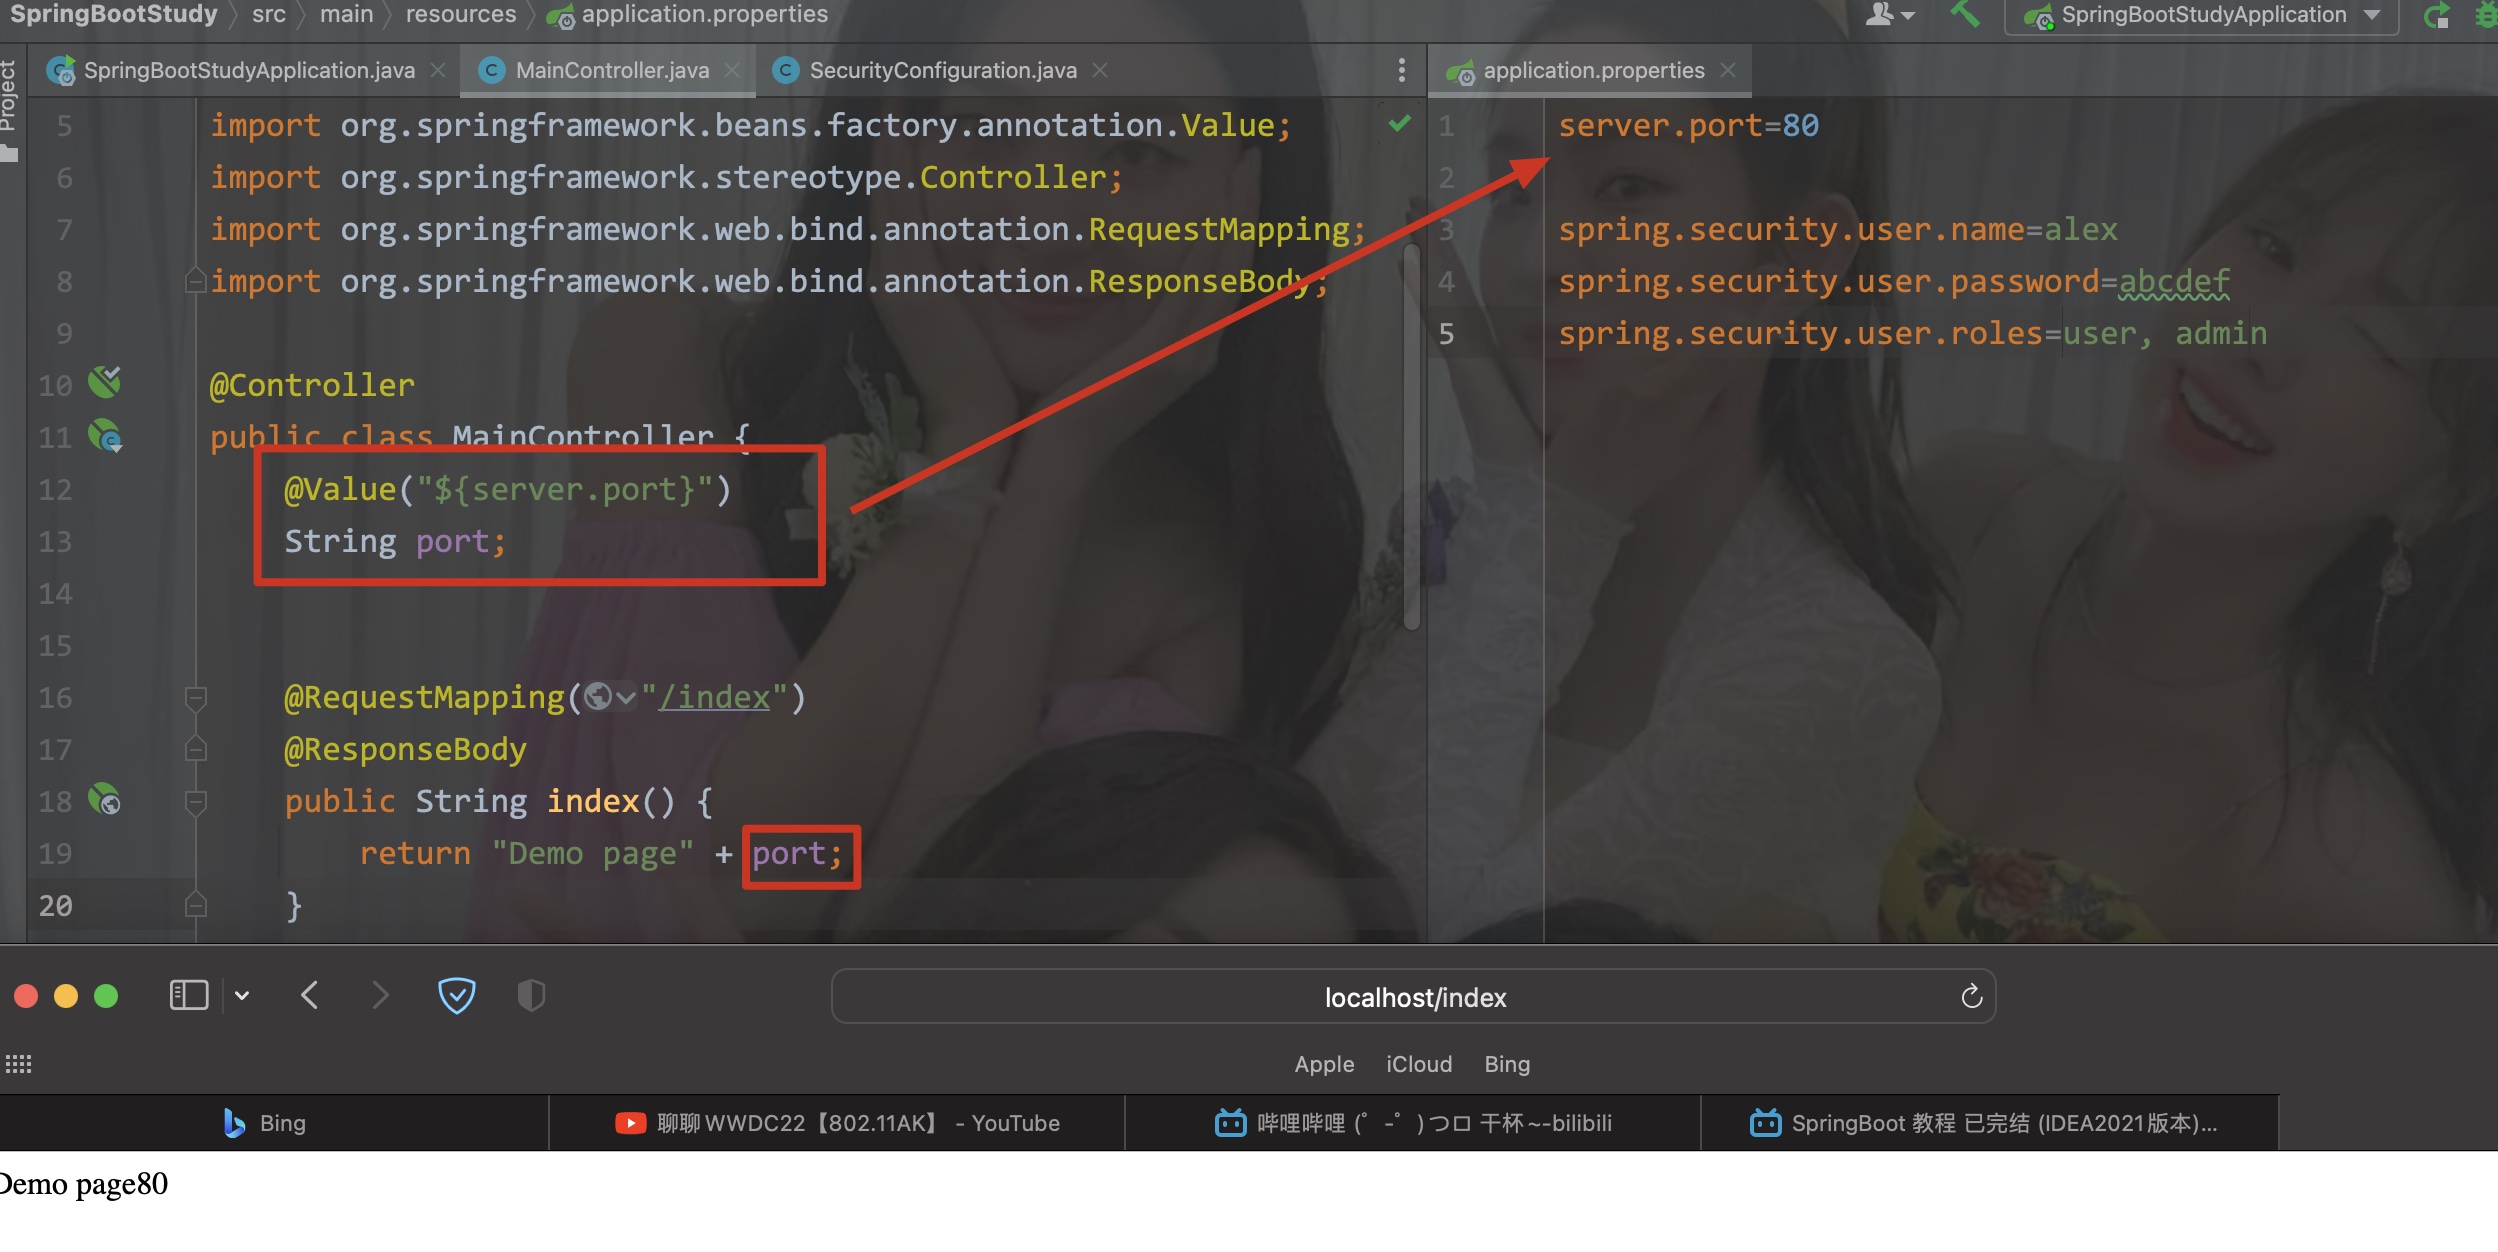 SpringBootStudy src main resources application.properties
SpringBootStudyApplication
Project
SpringBootStudyApplication.java MainController.java SecurityConfiguration.java
5 import org.springframework.beans.factory.annotation.Value;
6 import org.springframework.stereotype.Controller;
7 import org.springframework.web.bind.annotation.RequestMapping;
8 import org.springframework.web.bind.annotation.ResponseBody;
9
10 @Controller
11 public class MainController {
12 @Value("${server.port}")
13 String port;
14
15
16 @RequestMapping("/index")
17 @ResponseBody
18 public String index() {
19 return "Demo page" + port;
20 }
application.properties
1 server.port=80
2
3 spring.security.user.name=alex
4 spring.security.user.password=abcdef
5 spring.security.user.roles=user, admin
localhost/index
Apple iCloud Bing
Bing
聊聊WWDC22【802.11AK】 - YouTube
哔哩哔哩 (゜-゜)つロ 干杯~-bilibili
SpringBoot 教程 已完结 (IDEA2021版本)...
Demo page80